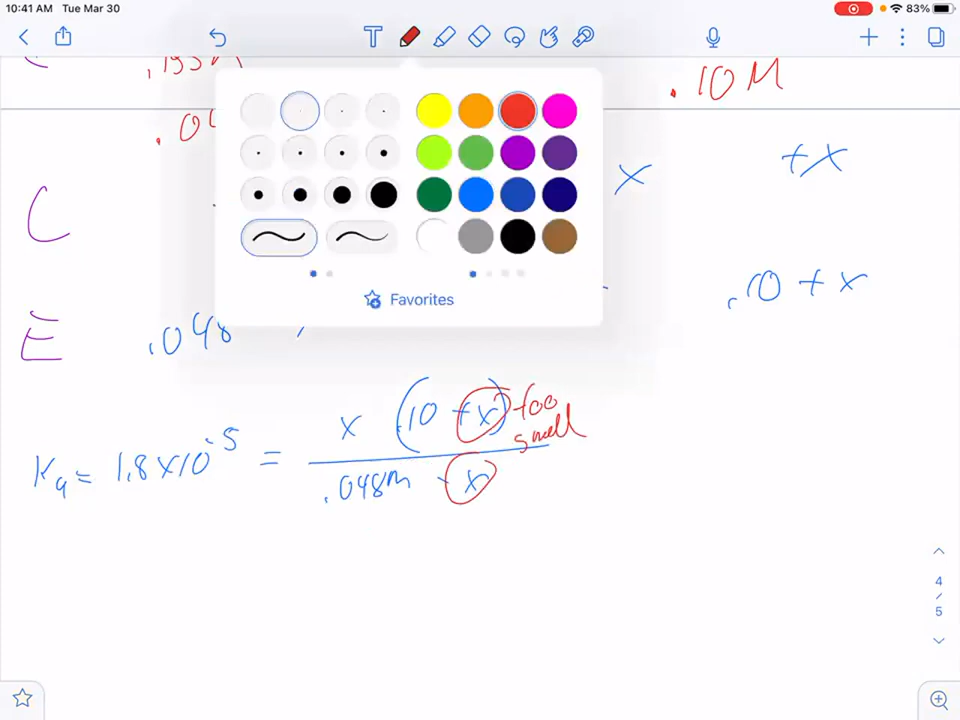 10:41 AM Tue Mar 30 83%
.10M
C x +x
E .048 .10 + x
Favorites
Ka = 1.8x10-5 = x (.10 +x) too small
.048m - x
4
/
5